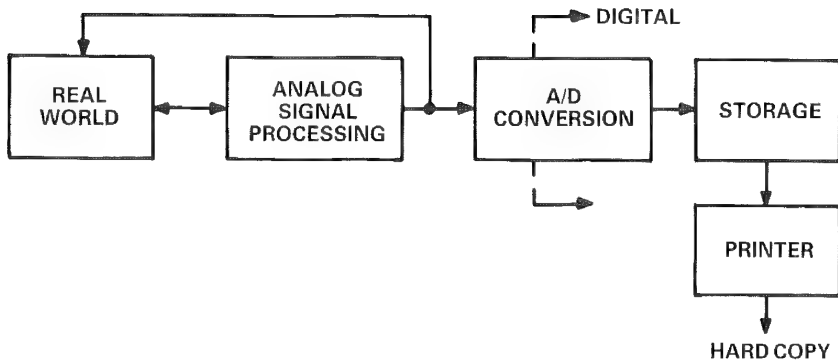 DIGITAL
REAL
WORLD
ANALOG
SIGNAL
PROCESSING
A/D
CONVERSION
STORAGE
PRINTER
HARD COPY